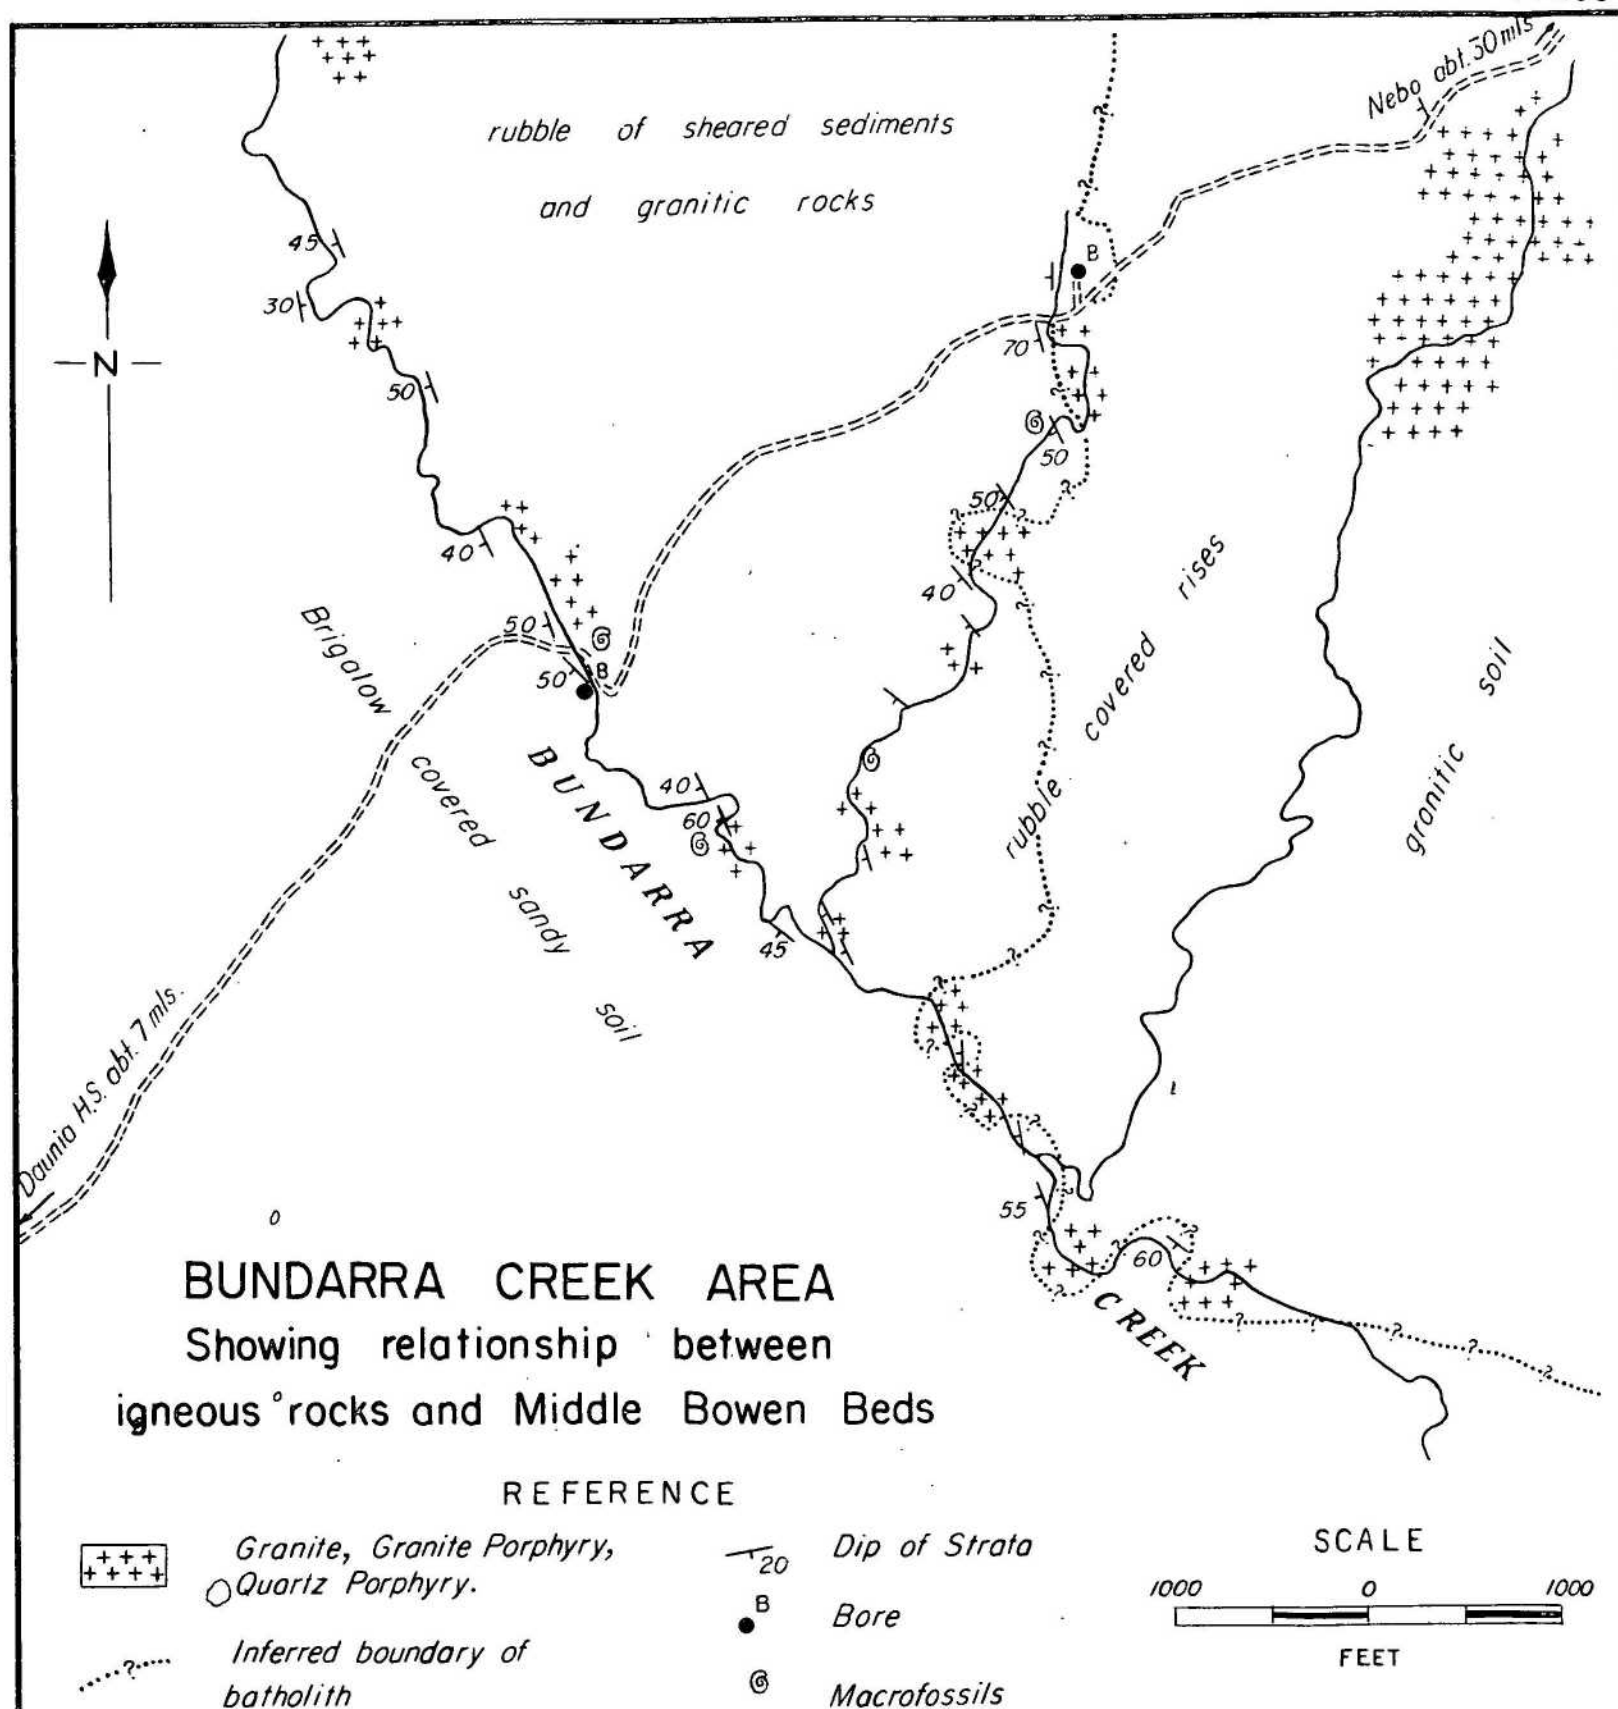 Nebo abt. 30 mls
rubble of sheared sediments
and granitic rocks
45
B
30
N
70
50
50
50
40
40
50
B
50
Brigalow
covered
sandy
soil
rubble
covered
rises
granitic
soil
BUNDARRA
40
60
45
Daunia H.S. abt. 7 mls.
55
60
CREEK
BUNDARRA CREEK AREA
Showing relationship between
igneous rocks and Middle Bowen Beds
REFERENCE
Granite, Granite Porphyry,
Quartz Porphyry.
Inferred boundary of
batholith
20
Dip of Strata
B
Bore
Macrofossils
SCALE
1000 0 1000
FEET